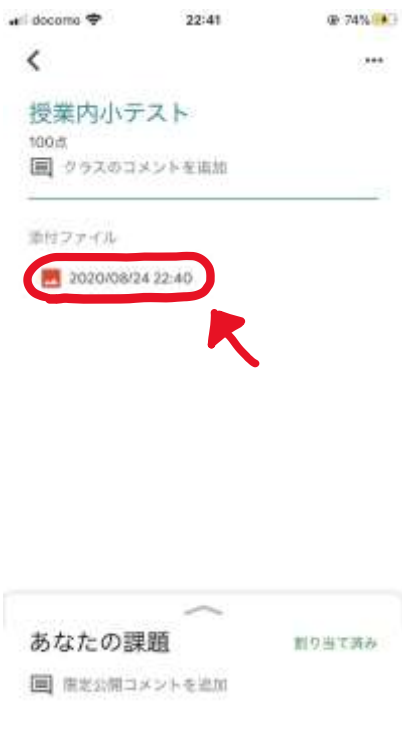 docomo 22:41 @ 74%
授業内小テスト
100点
クラスのコメントを追加
添付ファイル
2020/08/24 22:40
あなたの課題 割り当て済み
限定公開コメントを追加